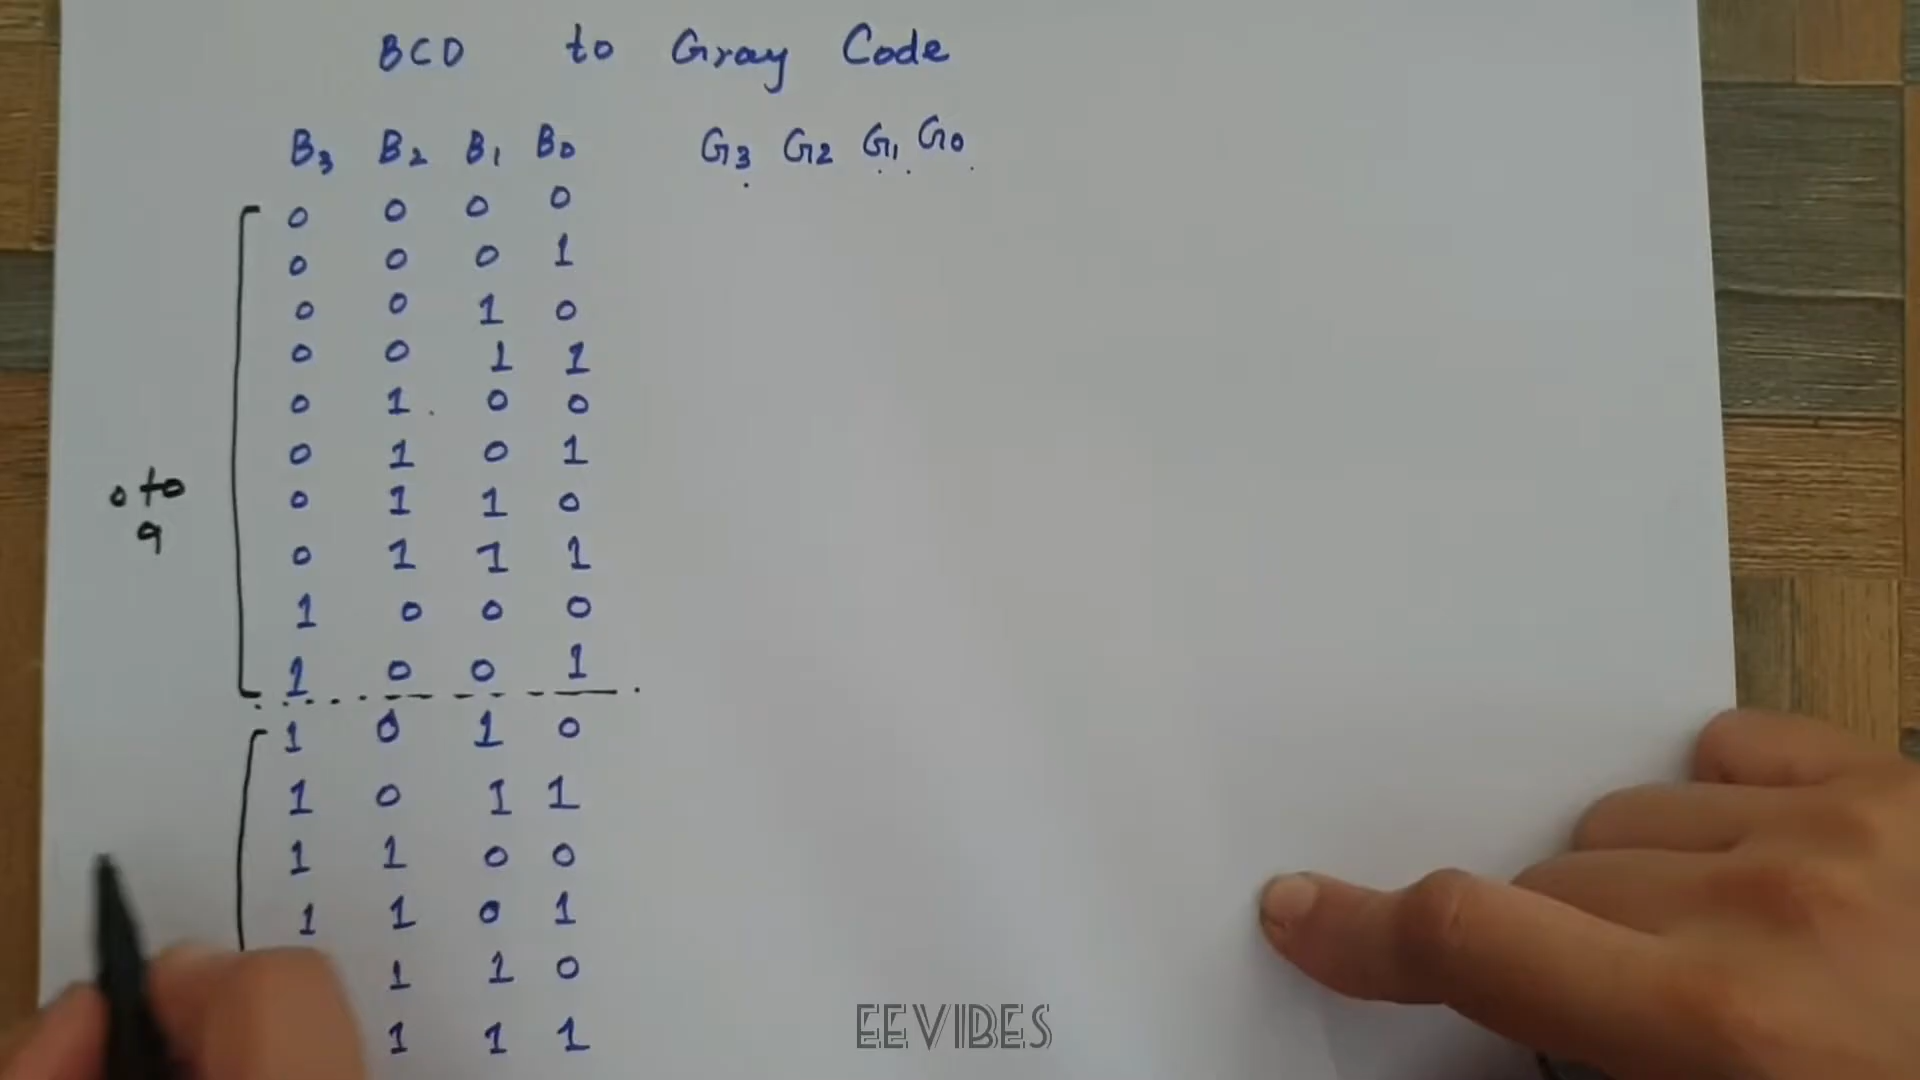 BCD to Gray Code
B3 B2 B1 B0 G3 G2 G1 G0
0 0 0 0
0 0 0 1
0 0 1 0
0 0 1 1
0 1 0 0
0 1 0 1
0 to
0 1 1 0
9
0 1 1 1
1 0 0 0
1 0 0 1
1 0 1 0
1 0 1 1
1 1 0 0
1 1 0 1
1 1 0
1 1 1
EEVIBES